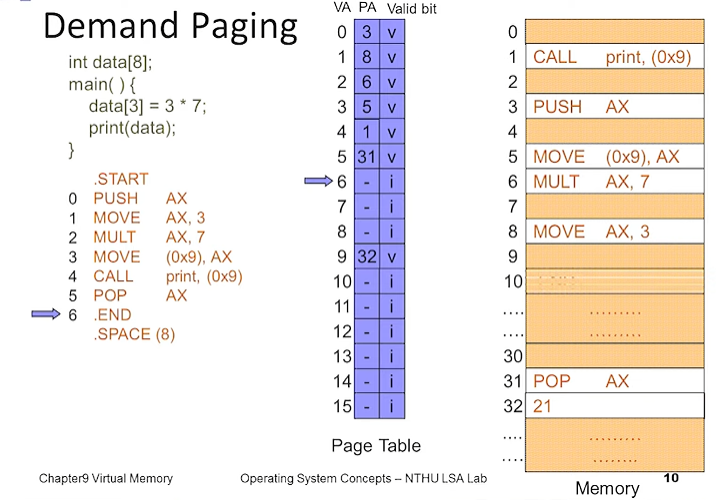 Demand Paging
int data[8];
main( ) {
data[3] = 3 * 7;
print(data);
}
.START
0 PUSH AX
1 MOVE AX, 3
2 MULT AX, 7
3 MOVE (0x9), AX
4 CALL print, (0x9)
5 POP AX
6 .END
.SPACE (8)
VA PA Valid bit
0 3 v
1 8 v
2 6 v
3 5 v
4 1 v
5 31 v
6 - i
7 - i
8 - i
9 32 v
10 - i
11 - i
12 - i
13 - i
14 - i
15 - i
Page Table
0
1 CALL print, (0x9)
2
3 PUSH AX
4
5 MOVE (0x9), AX
6 MULT AX, 7
7
8 MOVE AX, 3
9
10
.... .........
.... .........
30
31 POP AX
32 21
.... .........
.... .........
Memory
Chapter9 Virtual Memory
Operating System Concepts – NTHU LSA Lab
10